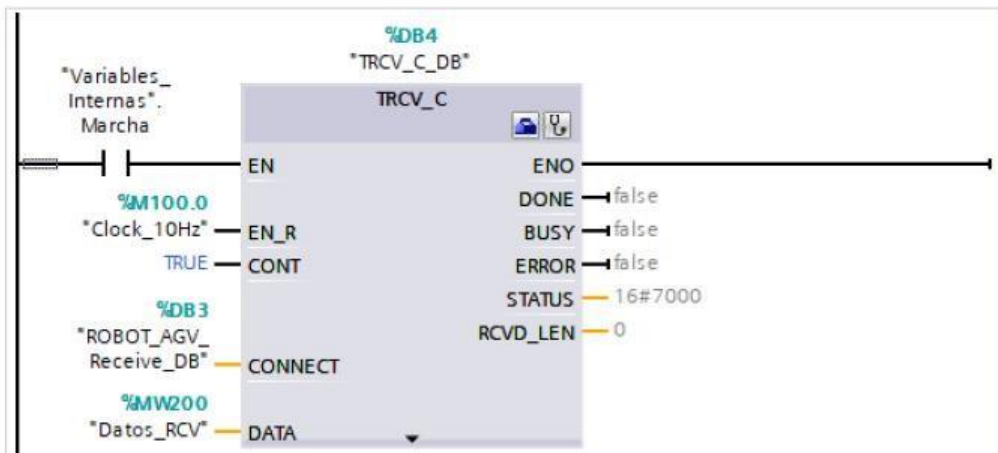 %DB4
"TRCV_C_DB"
"Variables_
Internas".
Marcha
TRCV_C
EN
ENO
%M100.0
"Clock_10Hz"
EN_R
DONE
false
BUSY
false
TRUE
CONT
ERROR
false
STATUS
16#7000
%DB3
"ROBOT_AGV_
Receive_DB"
CONNECT
RCVD_LEN
0
%MW200
"Datos_RCV"
DATA